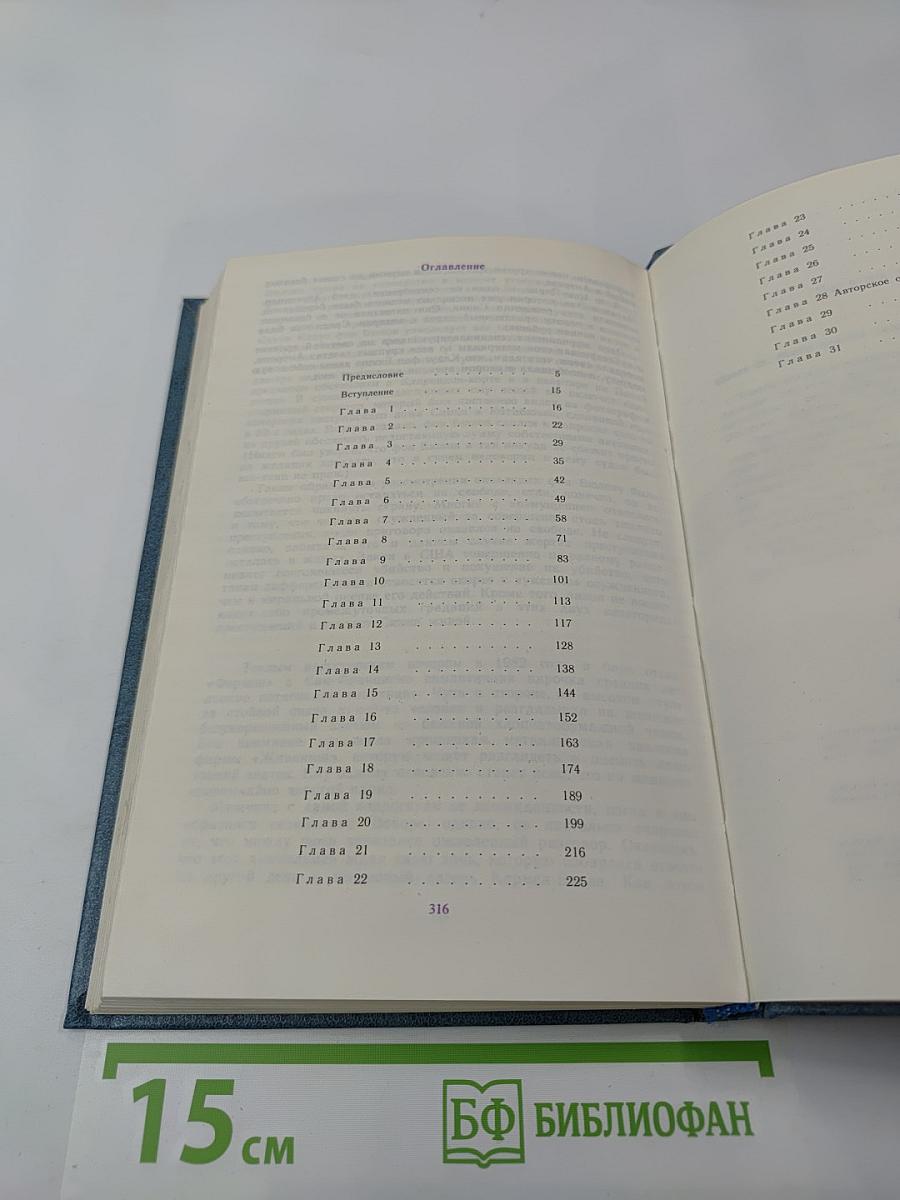 Оглавление
Предисловие . . . . . . . . . . 5
Вступление . . . . . . . . . . 15
Глава 1 . . . . . . . . . . . 16
Глава 2 . . . . . . . . . . . 22
Глава 3 . . . . . . . . . . . 29
Глава 4 . . . . . . . . . . . 35
Глава 5 . . . . . . . . . . . 42
Глава 6 . . . . . . . . . . . 49
Глава 7 . . . . . . . . . . . 58
Глава 8 . . . . . . . . . . 71
Глава 9 . . . . . . . . . . 83
Глава 10 . . . . . . . . . . 101
Глава 11 . . . . . . . . . . 113
Глава 12 . . . . . . . . . . 117
Глава 13 . . . . . . . . . . 128
Глава 14 . . . . . . . . . . 138
Глава 15 . . . . . . . . . . 144
Глава 16 . . . . . . . . . . 152
Глава 17 . . . . . . . . . . 163
Глава 18 . . . . . . . . . . 174
Глава 19 . . . . . . . . . . 189
Глава 20 . . . . . . . . . . 199
Глава 21 . . . . . . . . . . 216
Глава 22 . . . . . . . . . . 225
316
Глава 23 . . . . .
Глава 24 . . . .
Глава 25 . . . .
Глава 26 . . . .
Глава 27 . . . .
Глава 28 Авторское с
Глава 29 . . .
Глава 30 . .
Глава 31 . .
15 см
БФ БИБЛИОФАН